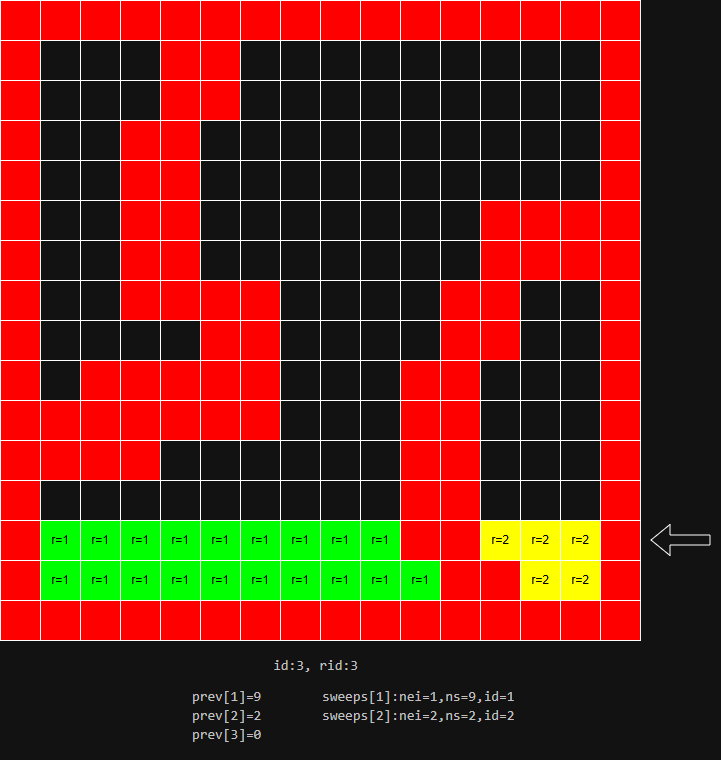 r=1 r=1 r=1 r=1 r=1 r=1 r=1 r=1 r=1 r=2 r=2 r=2
r=1 r=1 r=1 r=1 r=1 r=1 r=1 r=1 r=1 r=1 r=2 r=2
id:3, rid:3
prev[1]=9 sweeps[1]:nei=1,ns=9,id=1
prev[2]=2 sweeps[2]:nei=2,ns=2,id=2
prev[3]=0